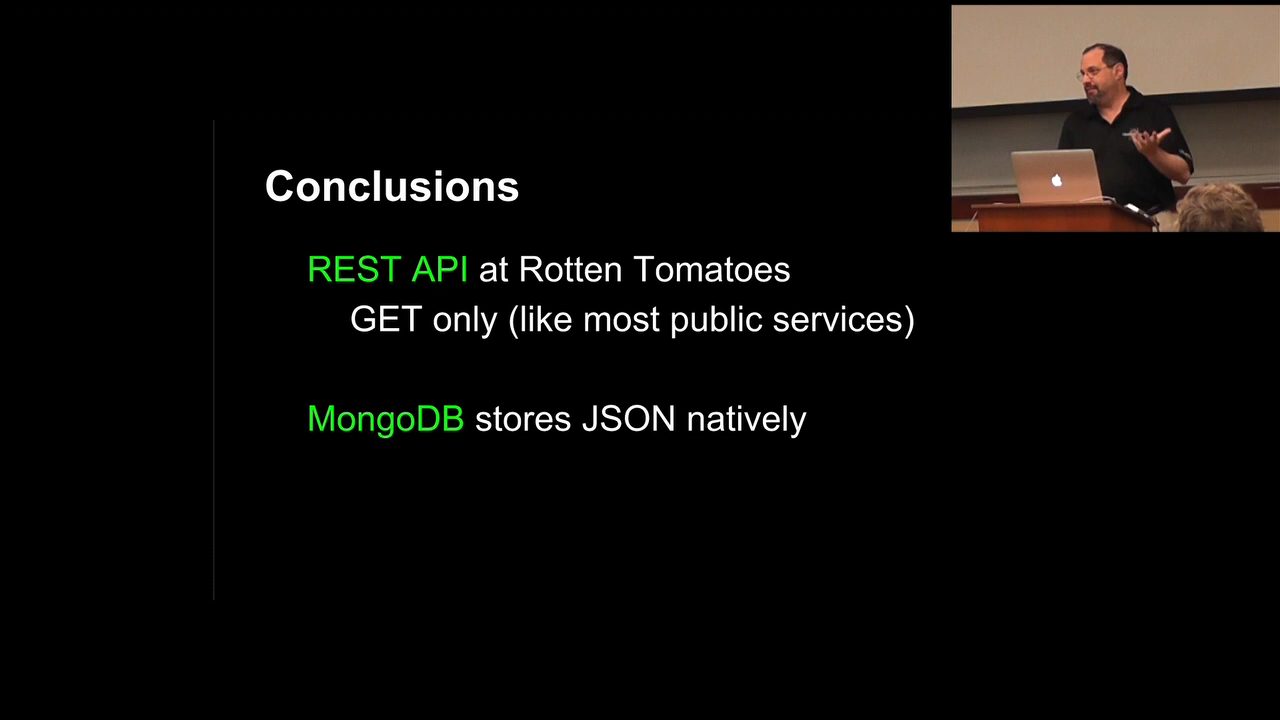 Conclusions
REST API at Rotten Tomatoes
GET only (like most public services)
MongoDB stores JSON natively